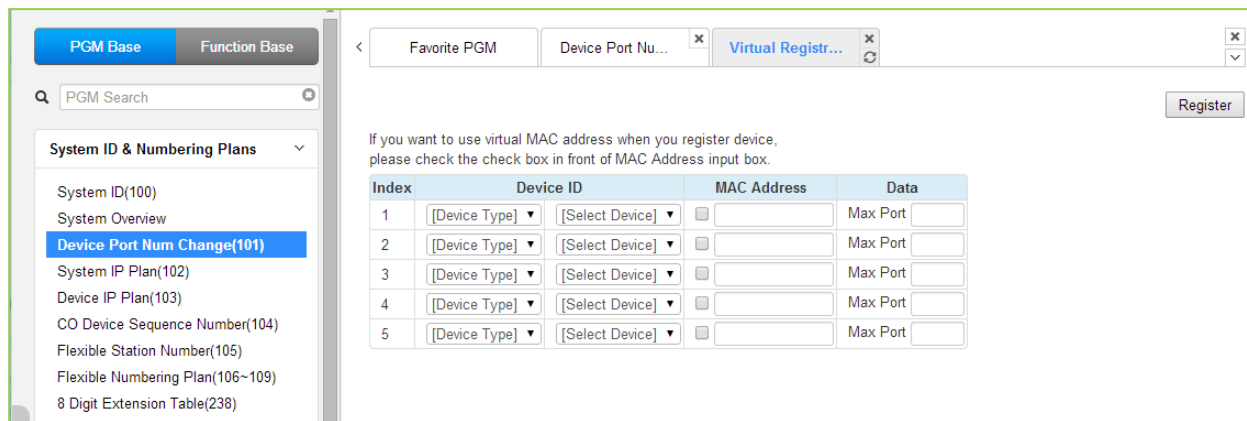 PGM Base Function Base
PGM Search
System ID & Numbering Plans
System ID(100)
System Overview
Device Port Num Change(101)
System IP Plan(102)
Device IP Plan(103)
CO Device Sequence Number(104)
Flexible Station Number(105)
Flexible Numbering Plan(106~109)
8 Digit Extension Table(238)
Favorite PGM Device Port Nu... Virtual Registr...
Register
If you want to use virtual MAC address when you register device,
please check the check box in front of MAC Address input box.
Index Device ID MAC Address Data
1 [Device Type] [Select Device] Max Port
2 [Device Type] [Select Device] Max Port
3 [Device Type] [Select Device] Max Port
4 [Device Type] [Select Device] Max Port
5 [Device Type] [Select Device] Max Port